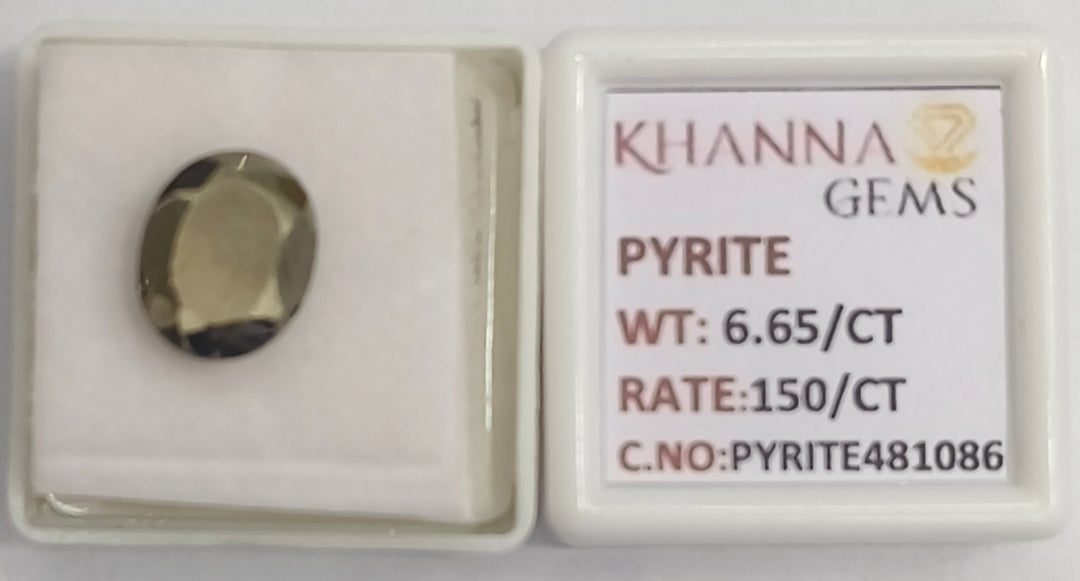 KHANNA
GEMS
PYRITE
WT: 6.65/CT
RATE:150/CT
C.NO:PYRITE481086